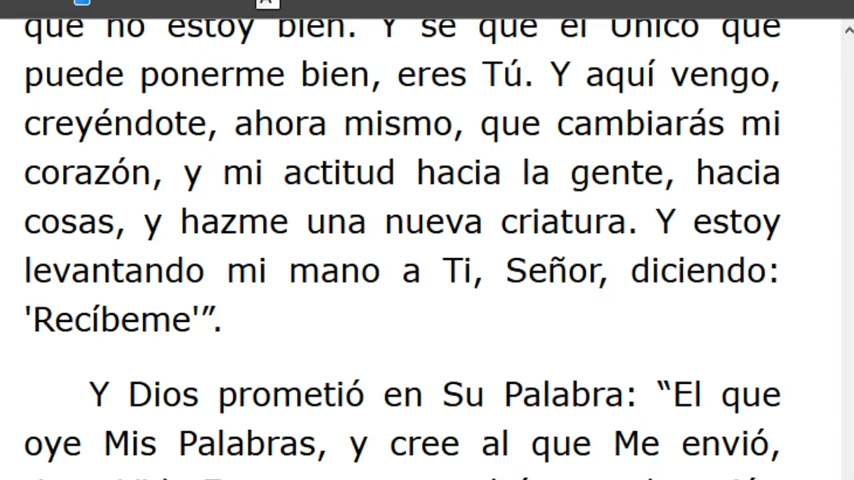 que no estoy bien. Y sé que el Único que
puede ponerme bien, eres Tú. Y aquí vengo,
creyéndote, ahora mismo, que cambiarás mi
corazón, y mi actitud hacia la gente, hacia
cosas, y hazme una nueva criatura. Y estoy
levantando mi mano a Ti, Señor, diciendo:
'Recíbeme'”.
Y Dios prometió en Su Palabra: “El que
oye Mis Palabras, y cree al que Me envió,